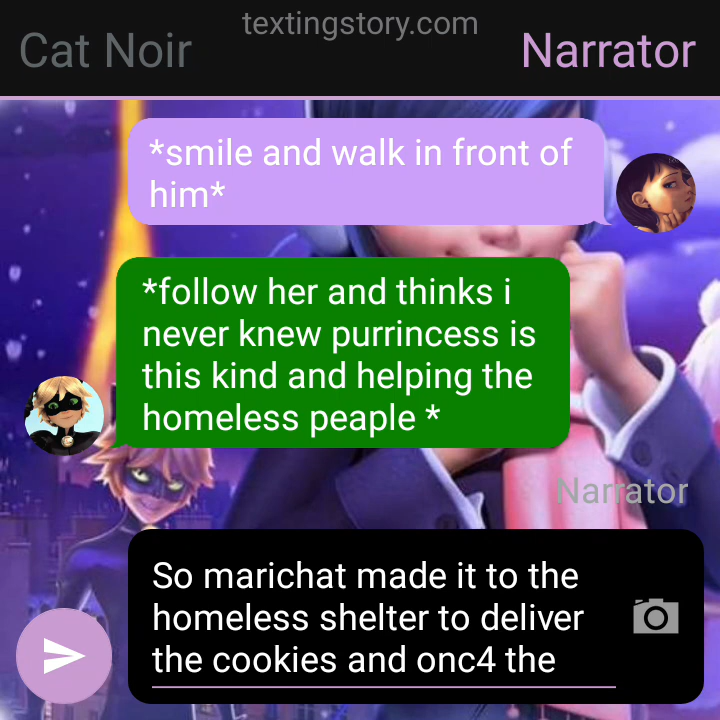 textingstory.com
Cat Noir
Narrator
*smile and walk in front of
him*
*follow her and thinks i
never knew purrincess is
this kind and helping the
homeless peaple *
Narrator
So marichat made it to the
homeless shelter to deliver
the cookies and onc4 the